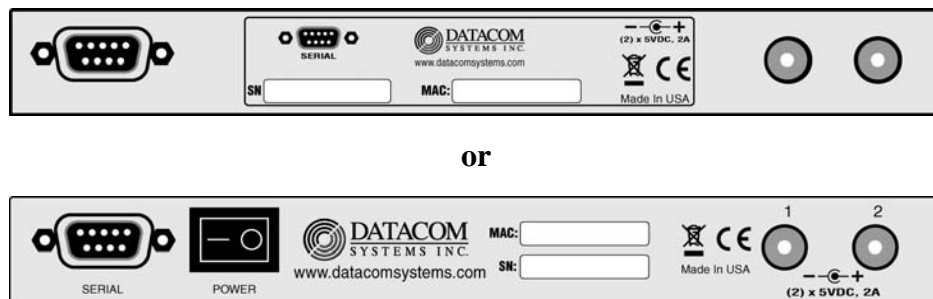 SERIAL
DATACOM
SYSTEMS INC.
www.datacomsystems.com
(2) x 5VDC, 2A
SN
MAC:
Made In USA
or
SERIAL
POWER
DATACOM
SYSTEMS INC.
www.datacomsystems.com
MAC:
SN:
Made In USA
1
2
(2) x 5VDC, 2A